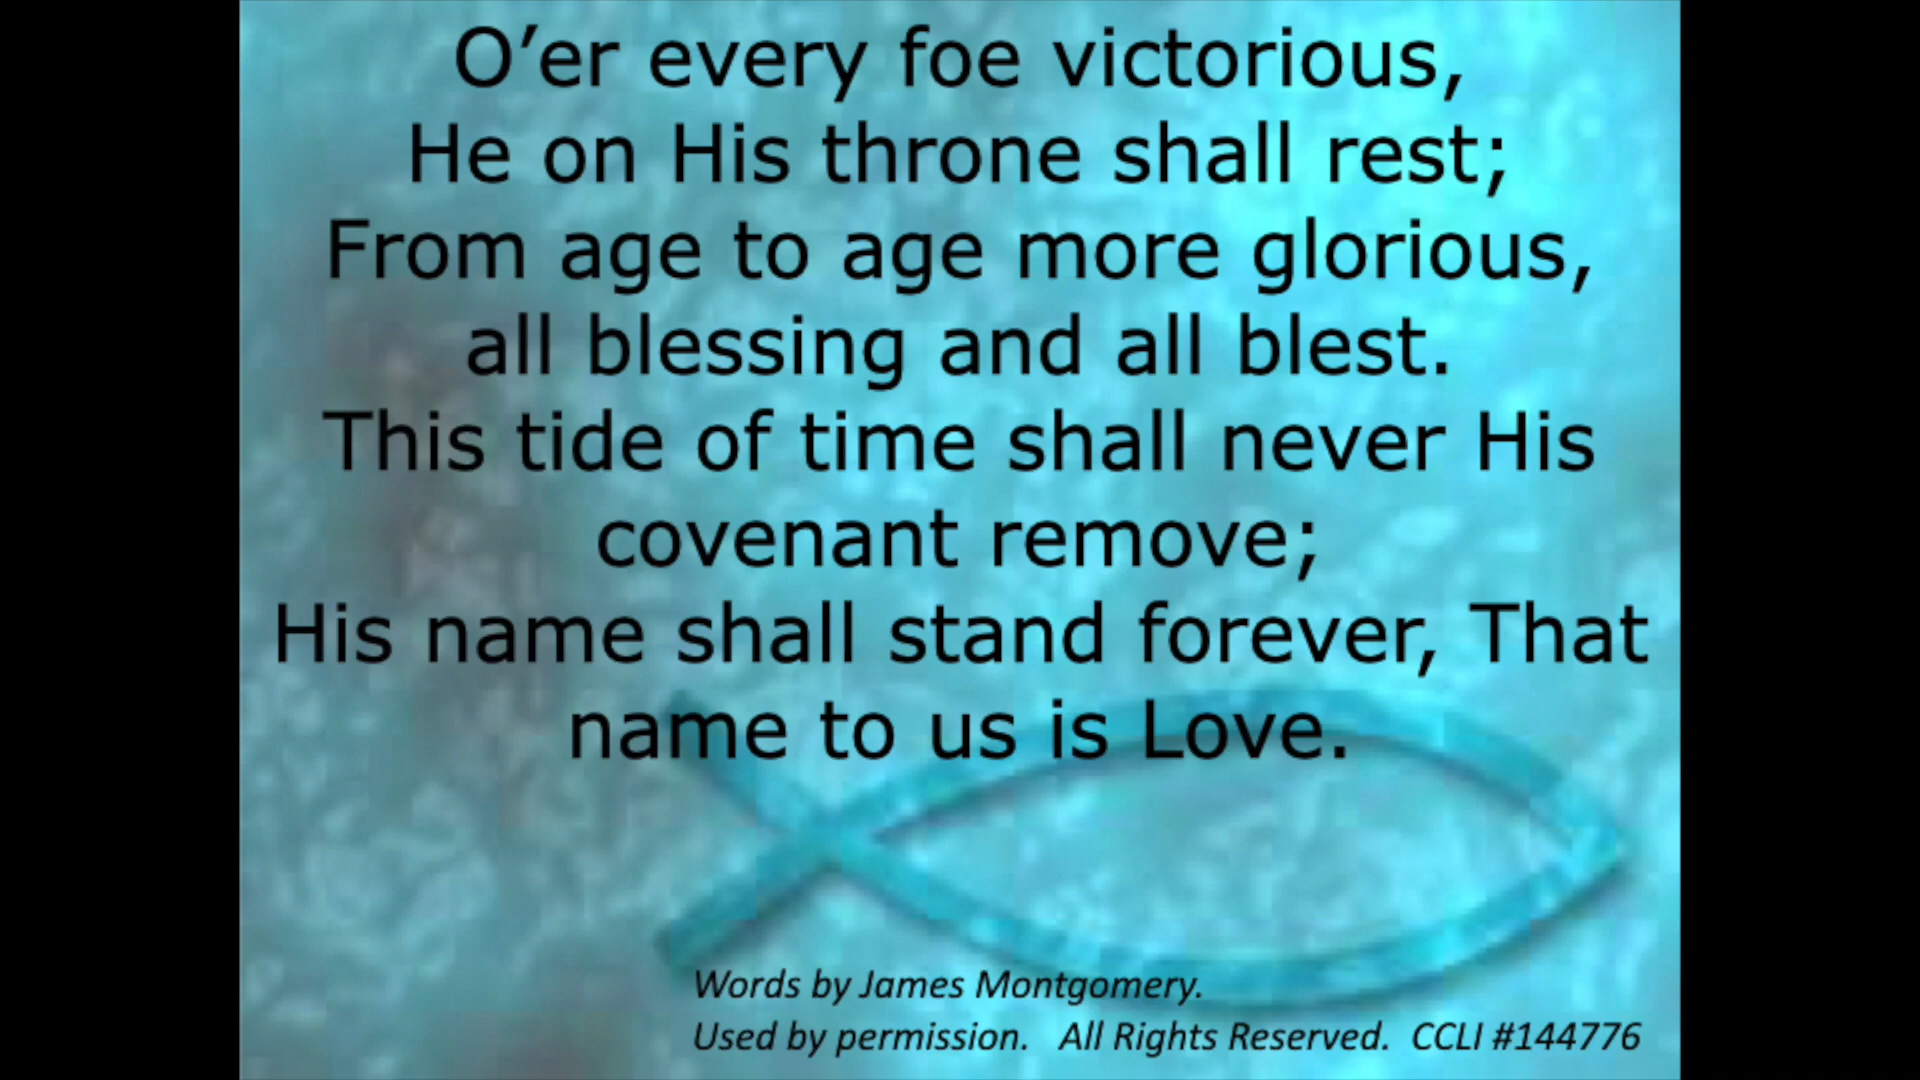 O’er every foe victorious,
He on His throne shall rest;
From age to age more glorious,
all blessing and all blest.
This tide of time shall never His
covenant remove;
His name shall stand forever, That
name to us is Love.
Words by James Montgomery.
Used by permission. All Rights Reserved. CCLI #144776